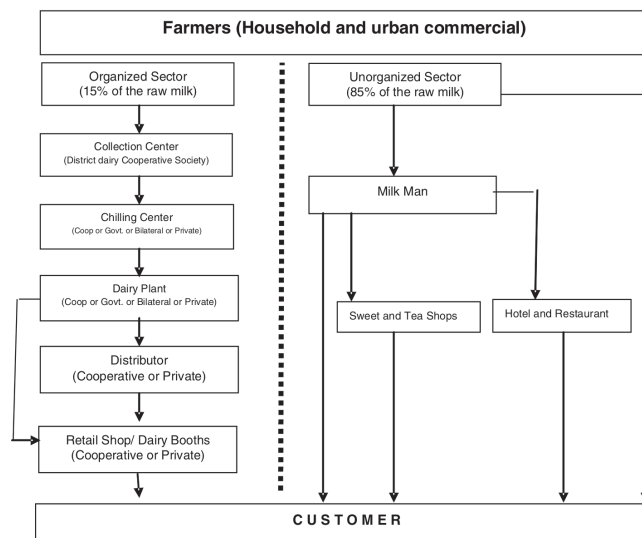 Farmers (Household and urban commercial)
Organized Sector
(15% of the raw milk)
Unorganized Sector
(85% of the raw milk)
Collection Center
(District dairy Cooperative Society)
Milk Man
Chilling Center
(Coop or Govt. or Bilateral or Private)
Dairy Plant
(Coop or Govt. or Bilateral or Private)
Sweet and Tea Shops
Hotel and Restaurant
Distributor
(Cooperative or Private)
Retail Shop/ Dairy Booths
(Cooperative or Private)
CUSTOMER